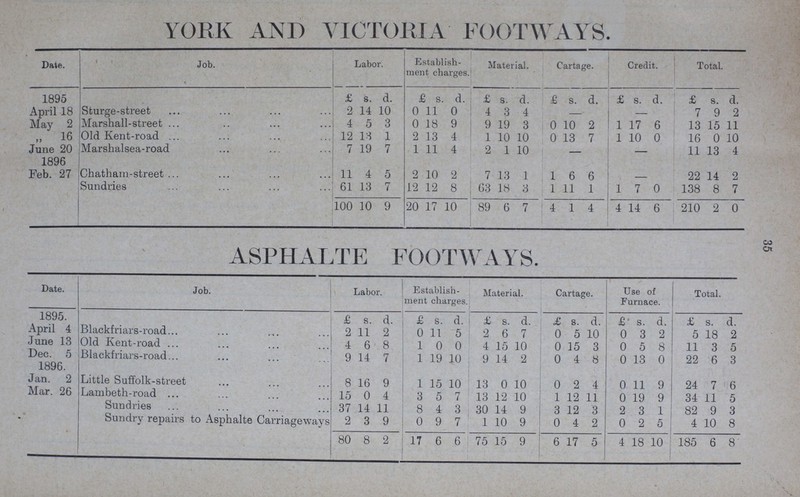 YORK AND VICTORIA FOOTWAYS.
Date. Job. Labor. Establishment charges. Material. Cartage. Credit. Total.
1895 £ s. d. £ s. d. £ s. d. £ s. d. £ s. d. £ s. d.
April 18 Sturge-street ... ... ... ... 2 14 10 0 11 0 4 3 4 — — 7 9 2
May 2 Marshall-street ... ... ... ... 4 5 3 0 18 9 9 19 3 0 10 2 1 17 6 13 15 11
„ 16 Old Kent-road ... ... ... ... 12 13 1 2 13 4 1 10 10 0 13 7 1 10 0 16 0 10
June 20 Marshalsea-road ... ... ... 7 19 7 1 11 4 2 1 10 — — 11 13 4
1896
Feb. 27 Chatham-street ... ... ... ... 11 4 5 2 10 2 7 13 1 1 6 6 — 22 14 2
Sundries ... ... ... ... 61 13 7 12 12 8 63 18 3 1 11 1 1 7 0 138 8 7
100 10 9 20 17 10 89 6 7 4 1 4 4 14 6 210 2 0
35
ASPHALTE FOOTWAYS.
Date. Job. Labor. Establishment charges. Material. Cartage. Use of Furnace. Total.
1895. £ s. d. £ s. d. £ s. d. £ s. d. £ s. d. £ s. d.
April 4 Blackfriars-road... ... ... ... 2 11 2 0 11 5 2 6 7 0 5 10 0 3 2 5 18 2
June 13 Old Kent-road ... ... ... ... 4 6 8 1 0 0 4 15 10 0 15 3 0 5 8 11 3 5
Dec. 5 Blackfriars-road... ... ... ... 9 14 7 1 19 10 9 14 2 0 4 8 0 13 0 22 6 3
1896.
Jan. 2 Little Suffolk-street ... ... ... 8 16 9 1 15 10 13 0 10 0 2 4 0 11 9 24 7 6
Mar. 26 Lambeth-road ... ... ... ... 15 0 4 3 5 7 13 12 10 1 12 11 0 19 9 34 11 5
Sundries ... ... ... ... 37 14 11 8 4 3 30 14 9 3 12 3 2 3 1 82 9 3
Sundry repairs to Asphalte Carriageways 2 3 9 0 9 7 1 10 9 0 4 2 0 2 5 4 10 8
80 8 2 17 6 6 75 15 9 6 17 5 4 18 10 185 6 8